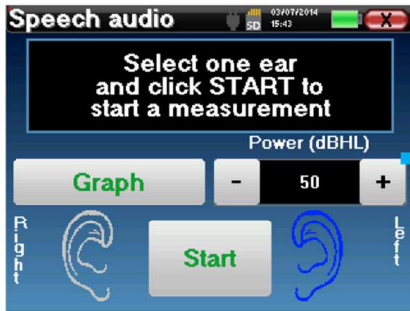 Speech audio
SD
03/07/2014
15:43
X
Select one ear
and click START to
start a measurement
Power (dBHL)
Graph
-
50
+
Right
Left
Start